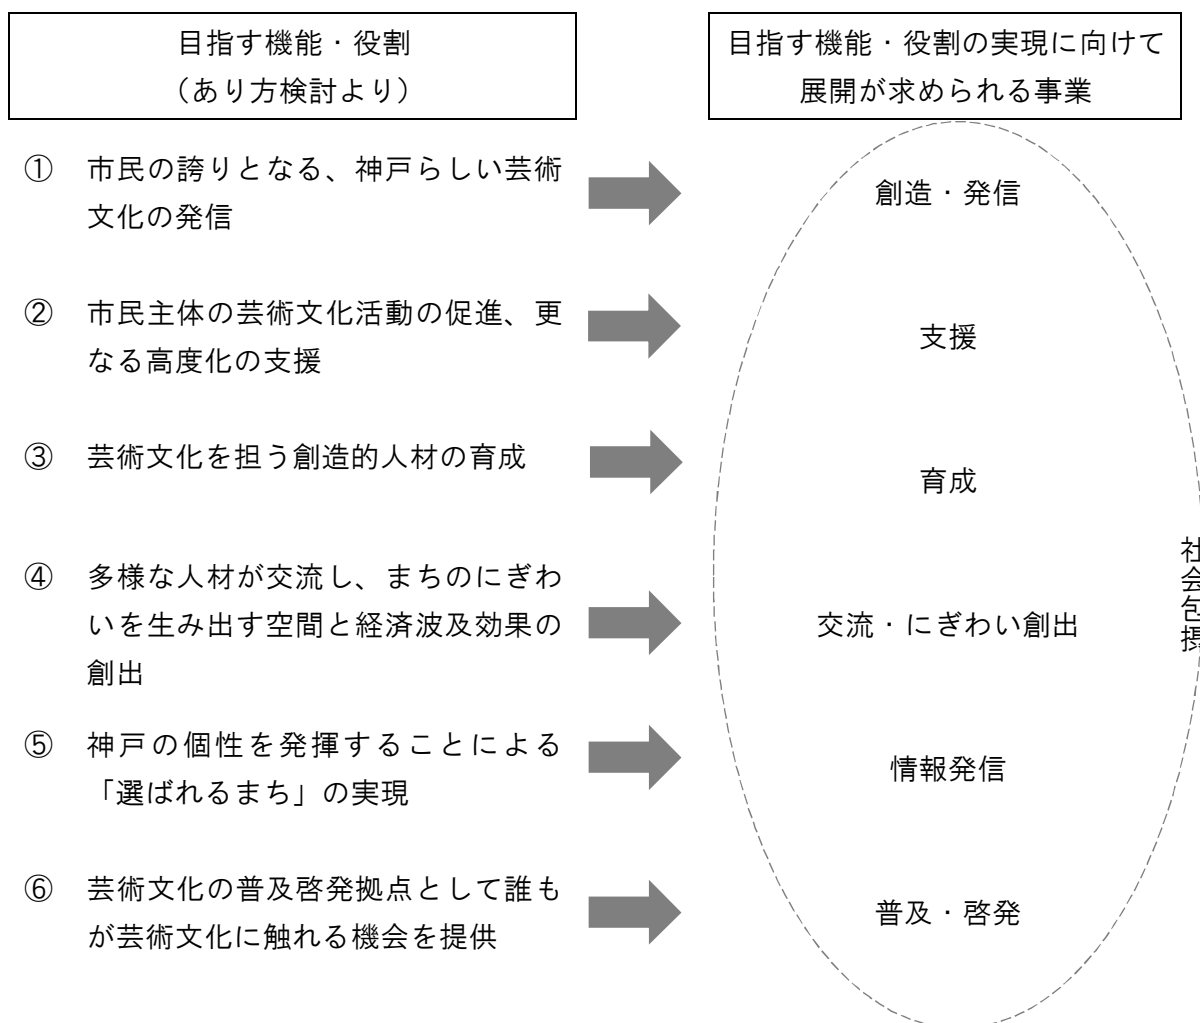 目指す機能・役割
（あり方検討より）
目指す機能・役割の実現に向けて
展開が求められる事業
① 市民の誇りとなる、神戸らしい芸術
文化の発信
創造・発信
② 市民主体の芸術文化活動の促進、更
なる高度化の支援
支援
③ 芸術文化を担う創造的人材の育成
育成
④ 多様な人材が交流し、まちのにぎわ
いを生み出す空間と経済波及効果の
創出
交流・にぎわい創出
⑤ 神戸の個性を発揮することによる
「選ばれるまち」の実現
情報発信
⑥ 芸術文化の普及啓発拠点として誰も
が芸術文化に触れる機会を提供
普及・啓発
社会包摂